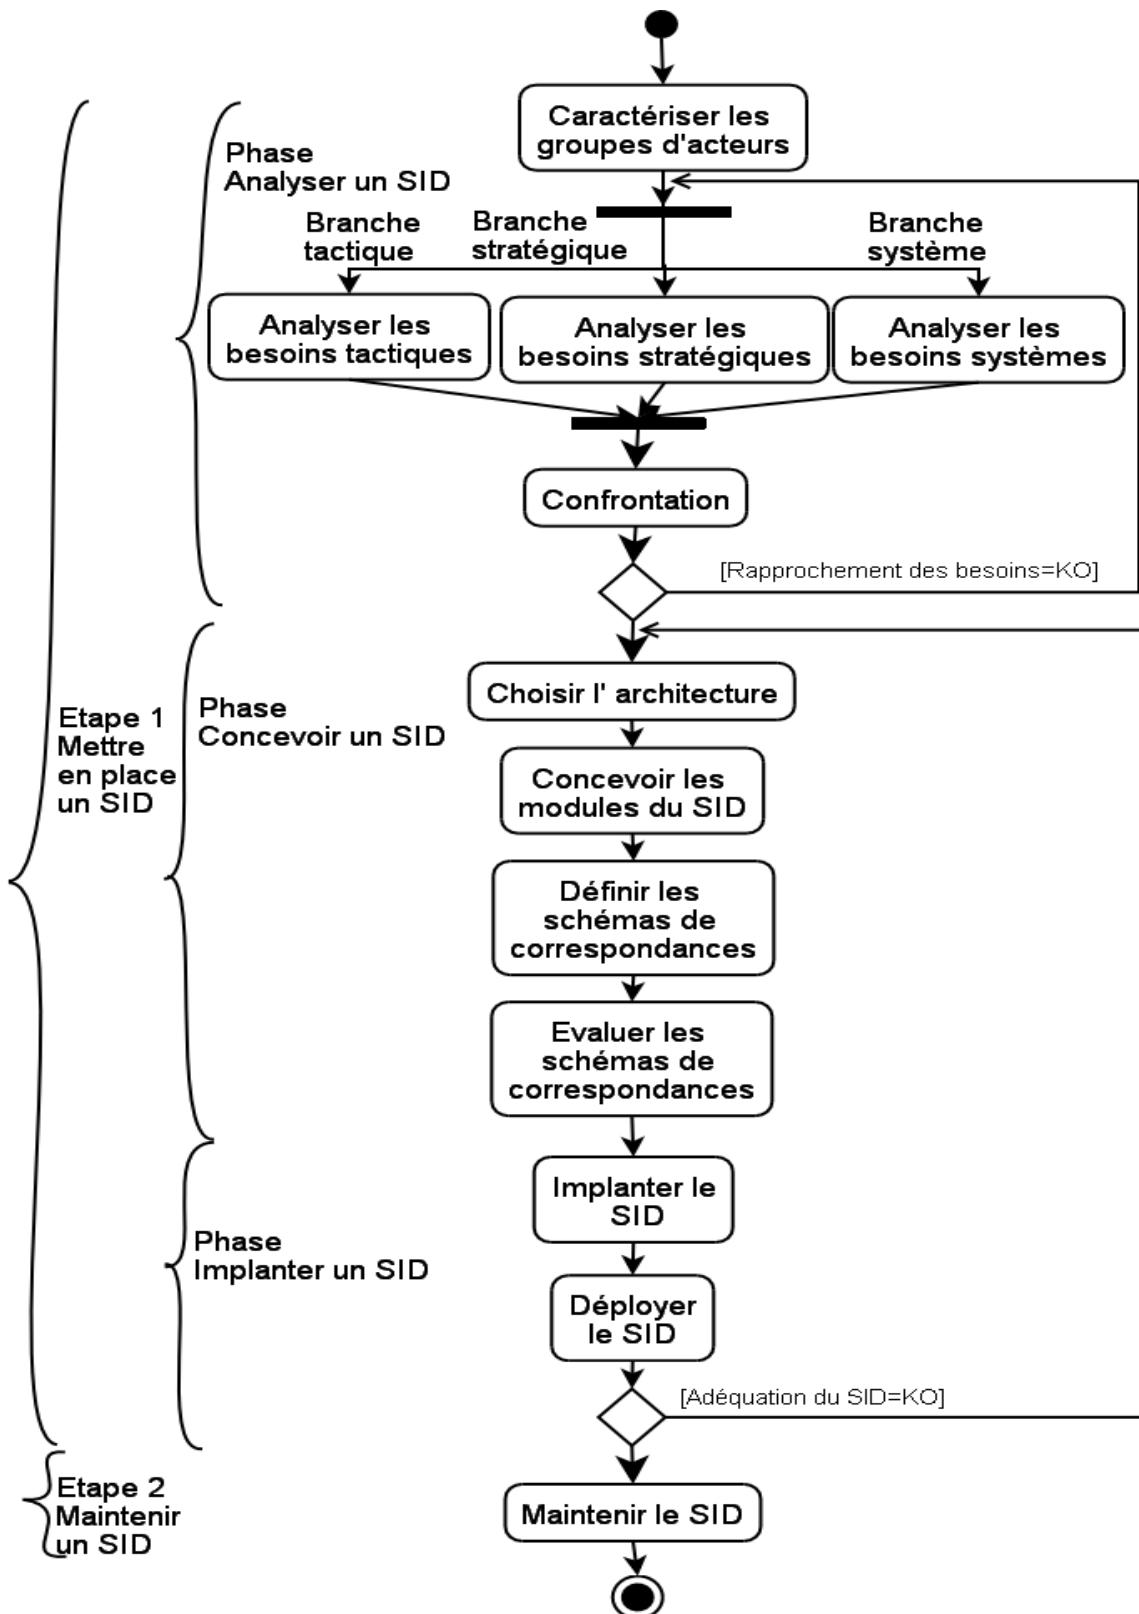 Caractériser les
groupes d'acteurs
Phase
Analyser un SID
Branche
tactique
Branche
stratégique
Branche
système
Analyser les
besoins tactiques
Analyser les
besoins stratégiques
Analyser les
besoins systèmes
Confrontation
[Rapprochement des besoins=KO]
Etape 1
Mettre
en place
un SID
Phase
Concevoir un SID
Choisir l' architecture
Concevoir les
modules du SID
Définir les
schémas de
correspondances
Evaluer les
schémas de
correspondances
Phase
Implanter un SID
Implanter le
SID
Déployer
le SID
[Adéquation du SID=KO]
Etape 2
Maintenir
un SID
Maintenir le SID